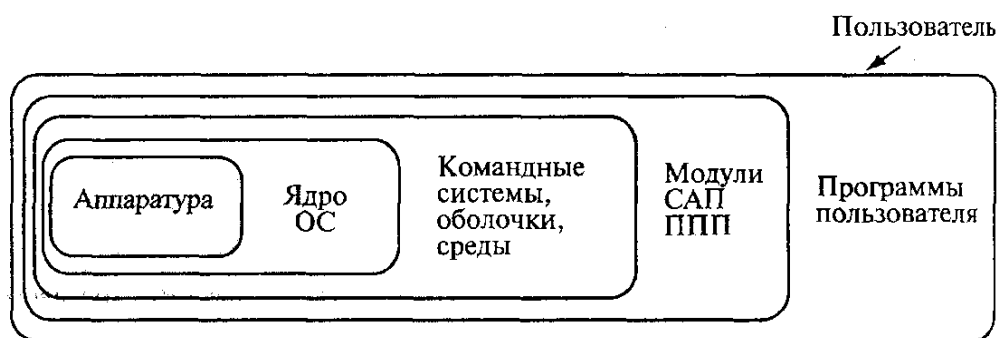 Пользователь
Аппаратура
Ядро
ОС
Командные
системы,
оболочки,
среды
Модули
САП
ППП
Программы
пользователя